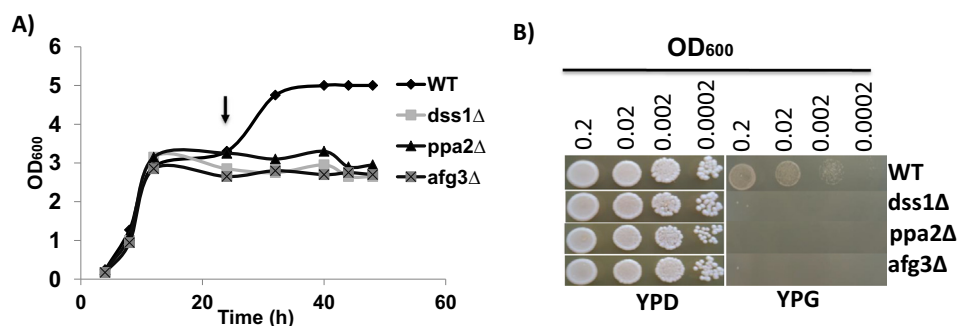 A)
6
5
4
3
2
1
0
OD600
0
20
40
60
Time (h)
WT
dss1Δ
ppa2Δ
afg3Δ
B)
OD600
0.2
0.02
0.002
0.0002
0.2
0.02
0.002
0.0002
WT
dss1Δ
ppa2Δ
afg3Δ
YPD
YPG